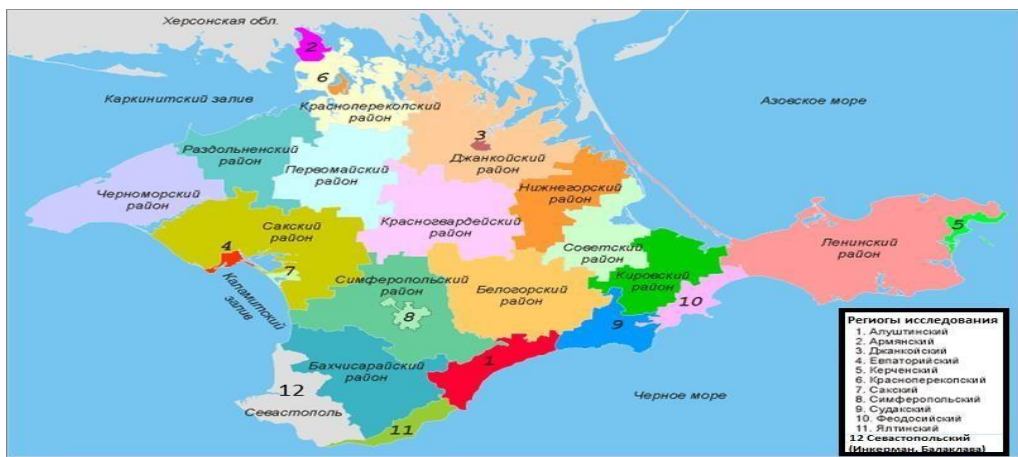 Херсонская обл.
2
6
Каркинитский залив
Красноперекопский
район
Азовское море
3
Джанкойский
район
Раздольненский
район
Первомайский
район
Нижнегорский
район
Черноморский
район
Красногвардейский
район
Сакский
район
Советский
район
Ленинский
район
5
4
7
Каламитский
залив
Симферопольский
район
8
Белогорский
район
Кировский
район
10
9
Бахчисарайский
район
1
12
Севастополь
11
Черное море
Регионы исследования
1. Алуштинский
2. Армянский
3. Джанкойский
4. Евпаторийский
5. Керченский
6. Красноперекопский
7. Сакский
8. Симферопольский
9. Судакский
10. Феодосийский
11. Ялтинский
12 Севастопольский
(Инкерман, Балаклава)